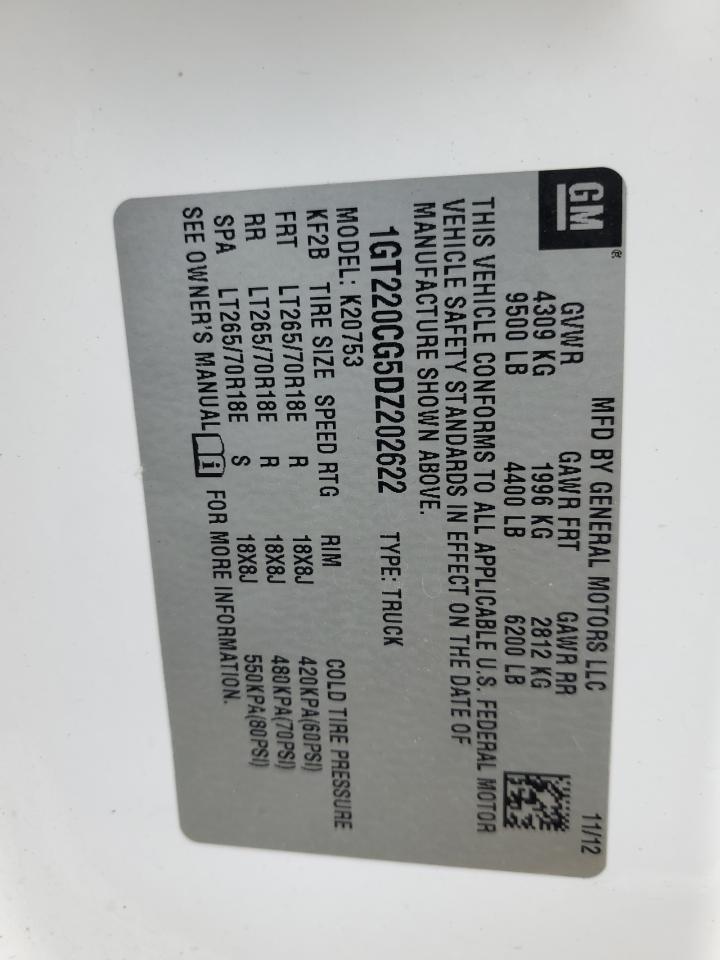 GM®
MFD BY GENERAL MOTORS LLC 11/12
GVWR GAWR FRT GAWR RR
4309 KG 1996 KG 2812 KG
9500 LB 4400 LB 6200 LB
THIS VEHICLE CONFORMS TO ALL APPLICABLE U.S. FEDERAL MOTOR
VEHICLE SAFETY STANDARDS IN EFFECT ON THE DATE OF
MANUFACTURE SHOWN ABOVE.
1GT220CG5DZ202622 TYPE: TRUCK
MODEL: K20753
KF2B TIRE SIZE SPEED RTG RIM COLD TIRE PRESSURE
FRT LT265/70R18E R 18X8J 420KPA(60PSI)
RR LT265/70R18E R 18X8J 480KPA(70PSI)
SPA LT265/70R18E S 18X8J 550KPA(80PSI)
SEE OWNER'S MANUAL i FOR MORE INFORMATION.